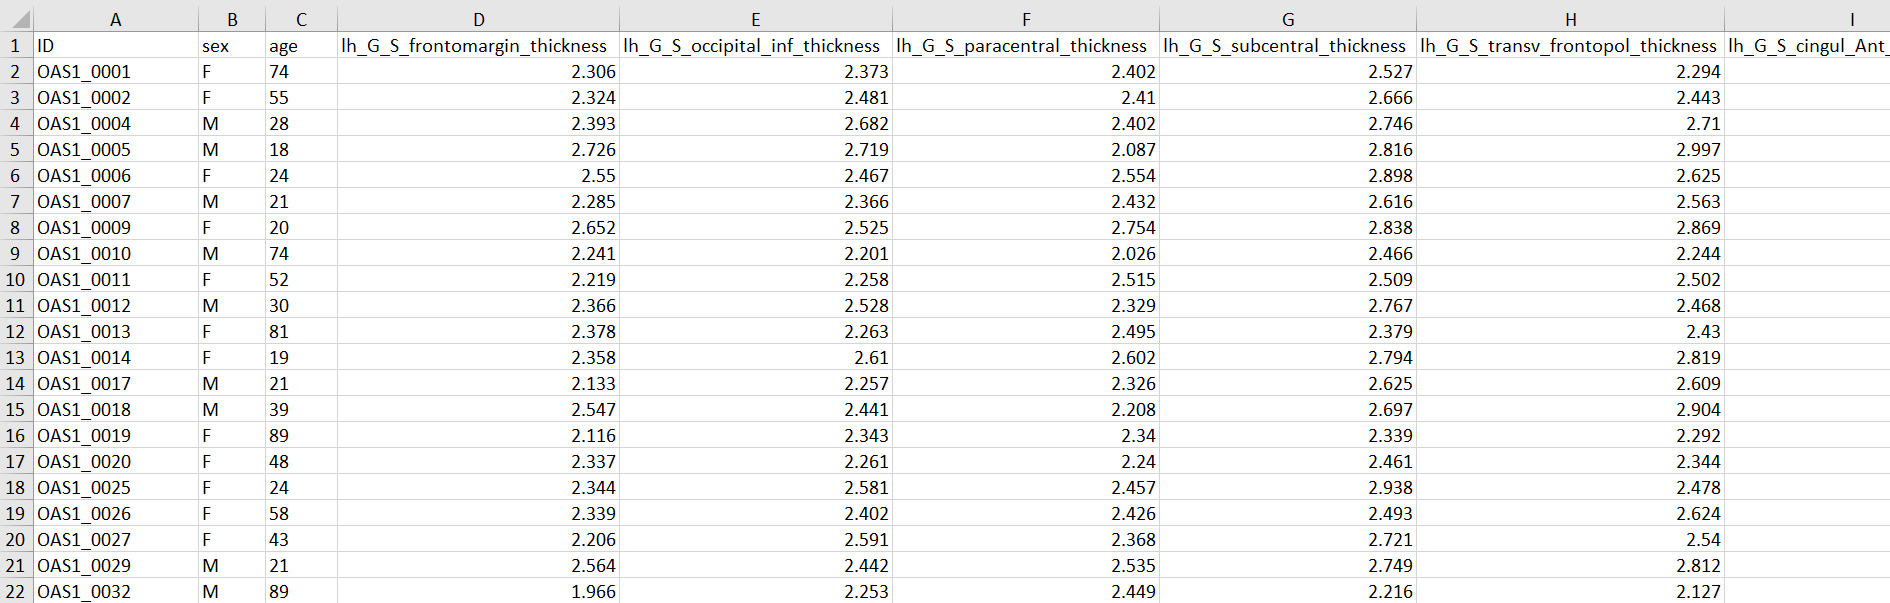 A B C D E F G H I
1 ID sex age lh_G_S_frontomargin_thickness lh_G_S_occipital_inf_thickness lh_G_S_paracentral_thickness lh_G_S_subcentral_thickness lh_G_S_transv_frontopol_thickness lh_G_S_cingul_Ant_
2 OAS1_0001 F 74 2.306 2.373 2.402 2.527 2.294
3 OAS1_0002 F 55 2.324 2.481 2.41 2.666 2.443
4 OAS1_0004 M 28 2.393 2.682 2.402 2.746 2.71
5 OAS1_0005 M 18 2.726 2.719 2.087 2.816 2.997
6 OAS1_0006 F 24 2.55 2.467 2.554 2.898 2.625
7 OAS1_0007 M 21 2.285 2.366 2.432 2.616 2.563
8 OAS1_0009 F 20 2.652 2.525 2.754 2.838 2.869
9 OAS1_0010 M 74 2.241 2.201 2.026 2.466 2.244
10 OAS1_0011 F 52 2.219 2.258 2.515 2.509 2.502
11 OAS1_0012 M 30 2.366 2.528 2.329 2.767 2.468
12 OAS1_0013 F 81 2.378 2.263 2.495 2.379 2.43
13 OAS1_0014 F 19 2.358 2.61 2.602 2.794 2.819
14 OAS1_0017 M 21 2.133 2.257 2.326 2.625 2.609
15 OAS1_0018 M 39 2.547 2.441 2.208 2.697 2.904
16 OAS1_0019 F 89 2.116 2.343 2.34 2.339 2.292
17 OAS1_0020 F 48 2.337 2.261 2.24 2.461 2.344
18 OAS1_0025 F 24 2.344 2.581 2.457 2.938 2.478
19 OAS1_0026 F 58 2.339 2.402 2.426 2.493 2.624
20 OAS1_0027 F 43 2.206 2.591 2.368 2.721 2.54
21 OAS1_0029 M 21 2.564 2.442 2.535 2.749 2.812
22 OAS1_0032 M 89 1.966 2.253 2.449 2.216 2.127